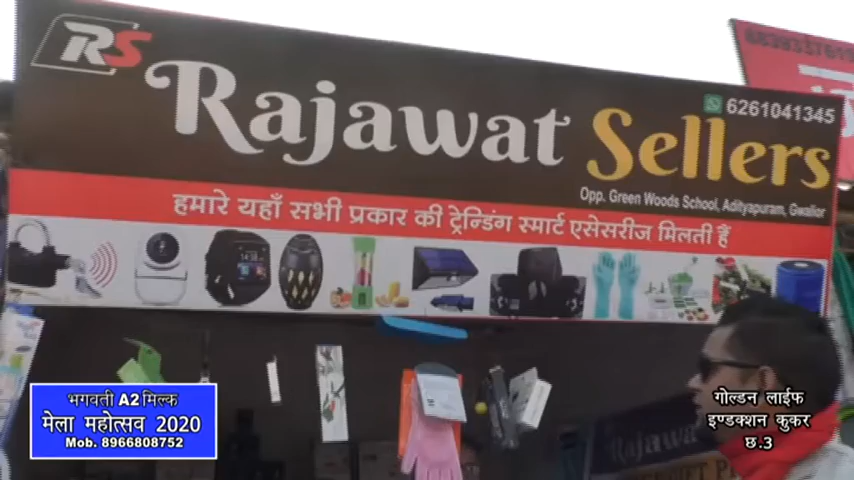 RS
Rajawat Sellers
6261041345
Opp. Green Woods School, Adityapuram, Gwalior
हमारे यहाँ सभी प्रकार की ट्रेन्डिंग स्मार्ट एसेसरीज मिलती हैं
भगवती A2 मिल्क
मेला महोत्सव 2020
Mob. 8966808752
गोल्डन लाईफ
इण्डक्शन कुकर
छ.3
Rajawat